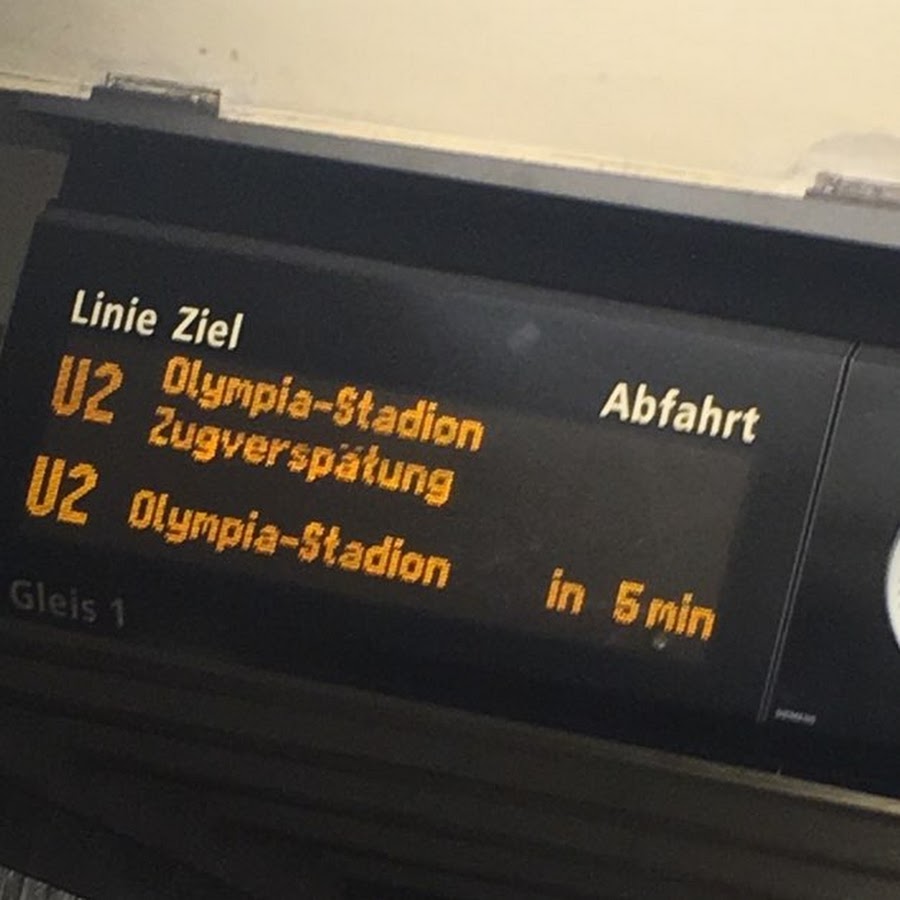 Linie Ziel
Abfahrt
U2 Olympia-Stadion
Zugverspätung
U2 Olympia-Stadion in 5 min
Gleis 1